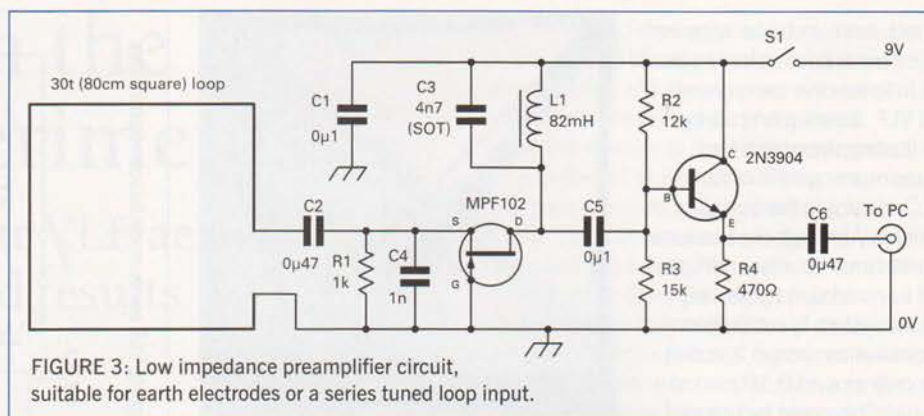 S1
9V
30t (80cm square) loop
C1
0µ1
C3
4n7
(SOT)
L1
82mH
R2
12k
2N3904
C
B
E
MPF102
C2
0µ47
S
D
G
C5
0µ1
C6
0µ47
To PC
R1
1k
C4
1n
R3
15k
R4
470Ω
0V
FIGURE 3: Low impedance preamplifier circuit,
suitable for earth electrodes or a series tuned loop input.